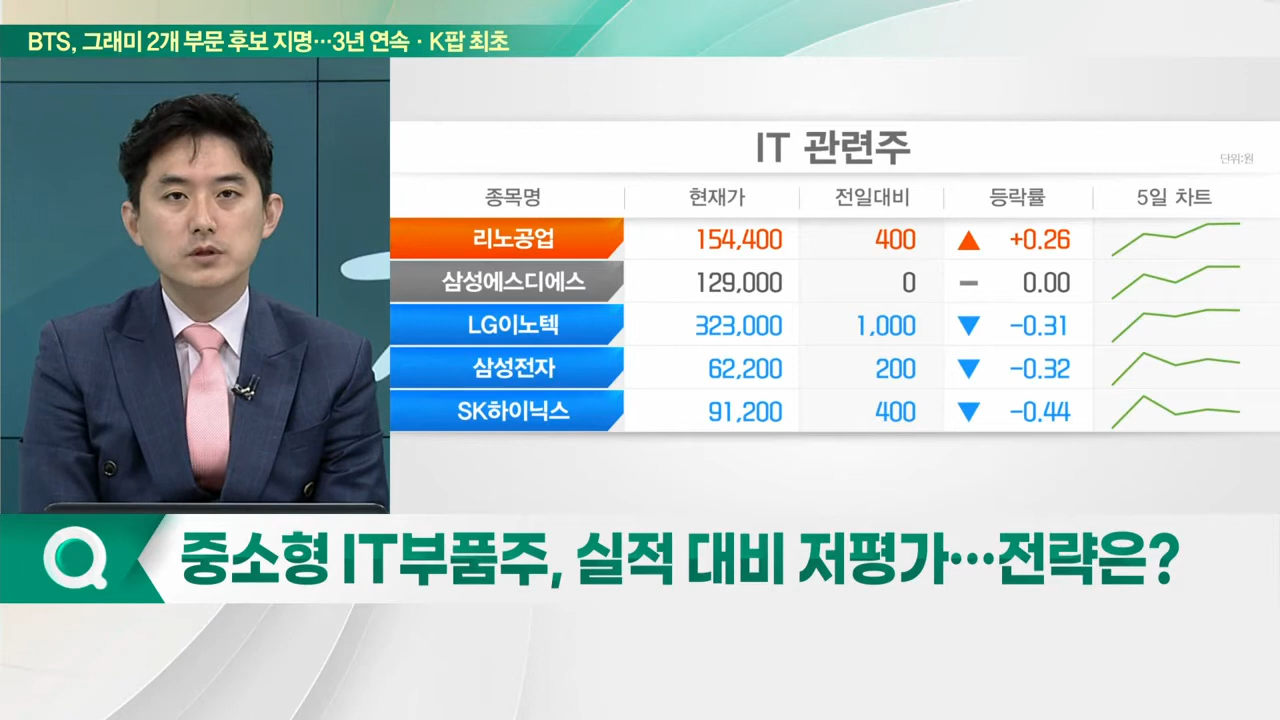 BTS, 그래미 2개 부문 후보 지명…3년 연속·K팝 최초
IT 관련주
단위:원
종목명 현재가 전일대비 등락률 5일 차트
리노공업 154,400 400 ▲ +0.26
삼성에스디에스 129,000 0 - 0.00
LG이노텍 323,000 1,000 ▼ -0.31
삼성전자 62,200 200 ▼ -0.32
SK하이닉스 91,200 400 ▼ -0.44
Q 중소형 IT부품주, 실적 대비 저평가…전략은?